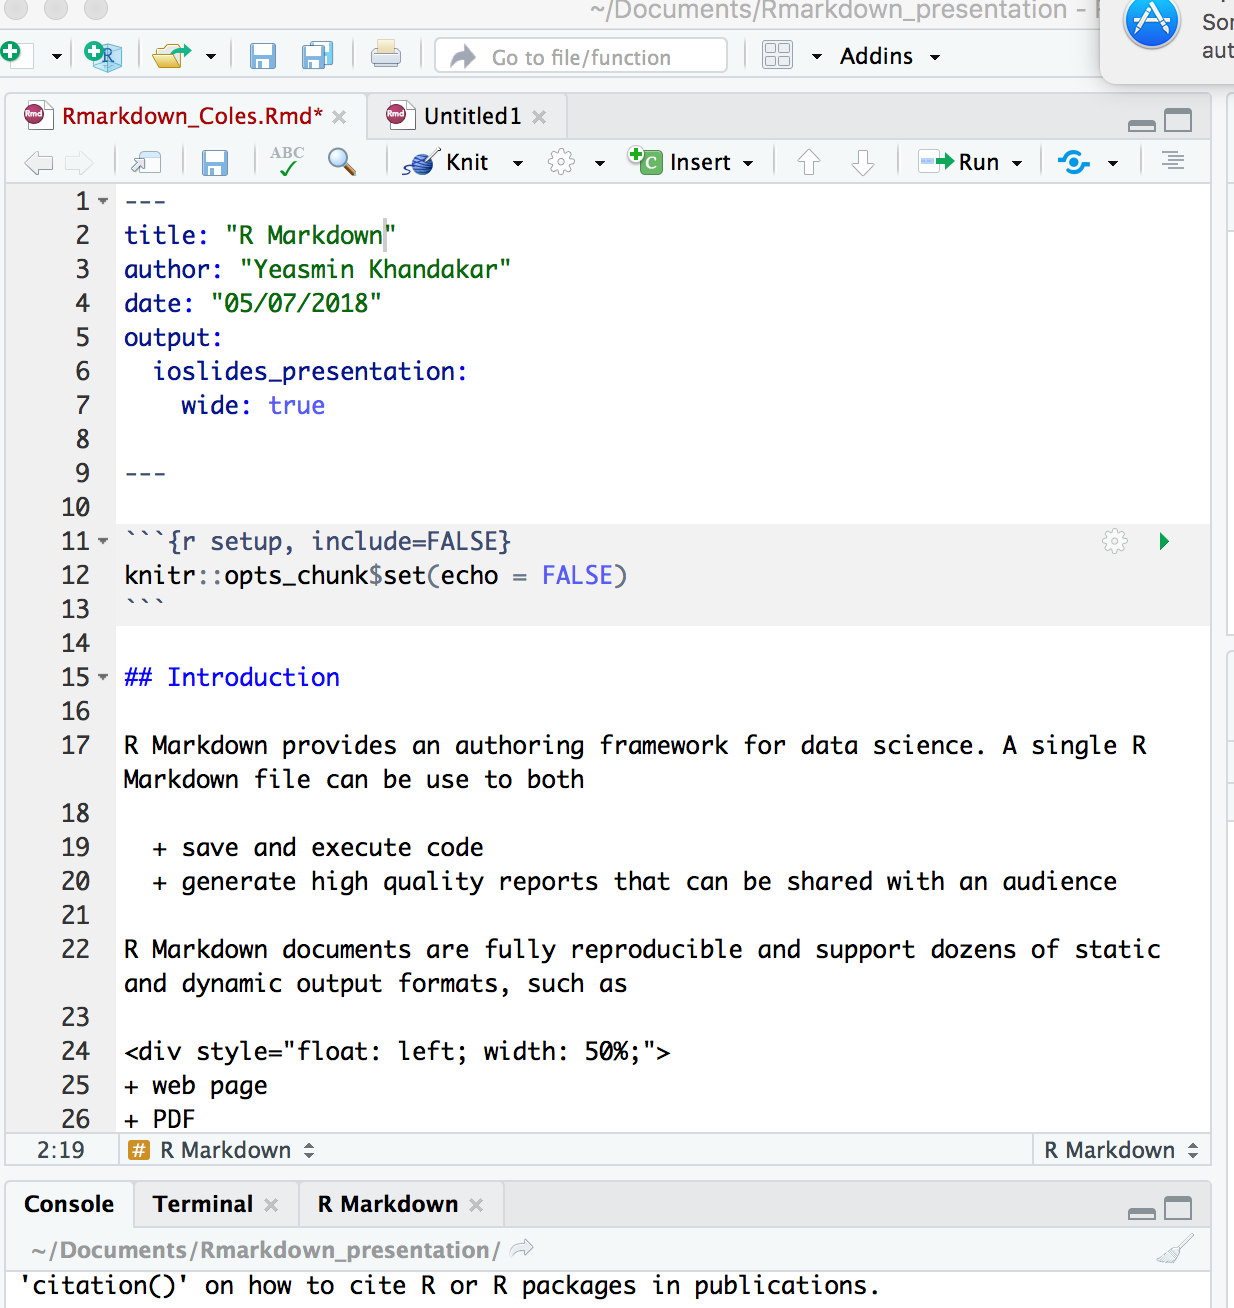 ~/Documents/Rmarkdown_presentation -
Go to file/function
Addins
Rmarkdown_Coles.Rmd*
Untitled1
ABC
Knit
Insert
Run
1 ---
2 title: "R Markdown"
3 author: "Yeasmin Khandakar"
4 date: "05/07/2018"
5 output:
6   ioslides_presentation:
7     wide: true
8
9 ---
10
11 ```{r setup, include=FALSE}
12 knitr::opts_chunk$set(echo = FALSE)
13 ```
14
15 ## Introduction
16
17 R Markdown provides an authoring framework for data science. A single R
Markdown file can be use to both
18
19   + save and execute code
20   + generate high quality reports that can be shared with an audience
21
22 R Markdown documents are fully reproducible and support dozens of static
and dynamic output formats, such as
23
24 <div style="float: left; width: 50%;">
25 + web page
26 + PDF
2:19 # R Markdown R Markdown
Console Terminal R Markdown
~/Documents/Rmarkdown_presentation/
'citation()' on how to cite R or R packages in publications.